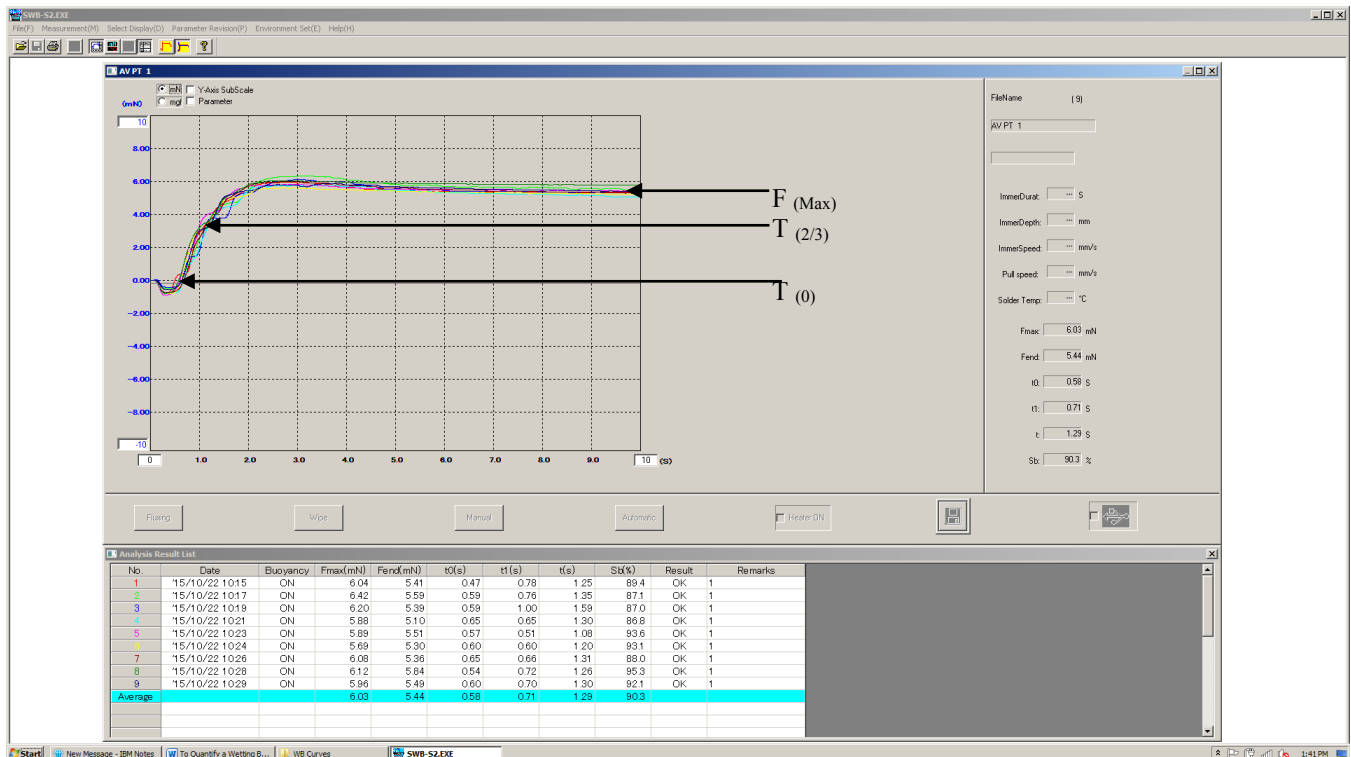 SWB-S2.EXE
File(F) Measurement(M) Select Display(D) Parameter Revision(P) Environment Set(E) Help(H)
AV PT 1
mN Y-Axis SubScale
(mN) mgf Parameter
10
8.00
6.00
4.00
2.00
0.00
-2.00
-4.00
-6.00
-8.00
-10
0 1.0 2.0 3.0 4.0 5.0 6.0 7.0 8.0 9.0 10 (S)
F (Max)
T (2/3)
T (0)
FileName (9)
AV PT 1
ImmerDurat: --- S
ImmerDepth: --- mm
ImmerSpeed: --- mm/s
Pull speed: --- mm/s
Solder Temp: --- °C
Fmax: 6.03 mN
Fend: 5.44 mN
t0: 0.58 S
t1: 0.71 S
t: 1.29 S
Sb: 90.3 %
Fluxing Wipe Manual Automatic Heater ON
Analysis Result List
No. Date Buoyancy Fmax(mN) Fend(mN) t0(s) t1(s) t(s) Sb(%) Result Remarks
1 '15/10/22 10:15 ON 6.04 5.41 0.47 0.78 1.25 89.4 OK 1
2 '15/10/22 10:17 ON 6.42 5.59 0.59 0.76 1.35 87.1 OK 1
3 '15/10/22 10:19 ON 6.20 5.39 0.59 1.00 1.59 87.0 OK 1
4 '15/10/22 10:21 ON 5.88 5.10 0.65 0.65 1.30 86.8 OK 1
5 '15/10/22 10:23 ON 5.89 5.51 0.57 0.51 1.08 93.6 OK 1
6 '15/10/22 10:24 ON 5.69 5.30 0.60 0.60 1.20 93.1 OK 1
7 '15/10/22 10:26 ON 6.08 5.36 0.65 0.66 1.31 88.0 OK 1
8 '15/10/22 10:28 ON 6.12 5.84 0.54 0.72 1.26 95.3 OK 1
9 '15/10/22 10:29 ON 5.96 5.49 0.60 0.70 1.30 92.1 OK 1
Average 6.03 5.44 0.58 0.71 1.29 90.3
Start New Message - IBM Notes To Quantify a Wetting B... WB Curves SWB-S2.EXE 1:41 PM